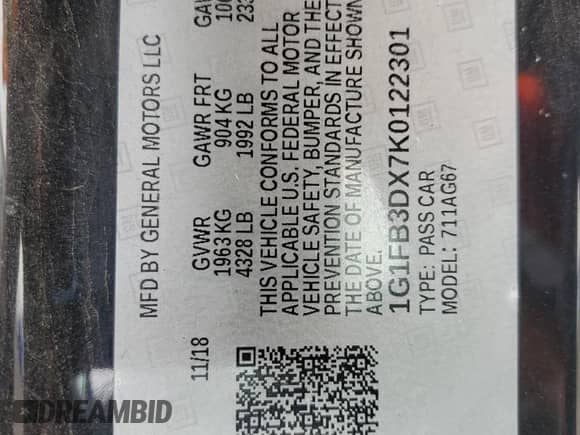 MFD BY GENERAL MOTORS LLC
11/18
GVWR
1963 KG
4328 LB
GAWR FRT
904 KG
1992 LB
THIS VEHICLE CONFORMS TO ALL
APPLICABLE U.S. FEDERAL MOTOR
VEHICLE SAFETY, BUMPER, AND THE
PREVENTION STANDARDS IN EFFECT
THE DATE OF MANUFACTURE SHOWN
ABOVE.
1G1FB3DX7K0122301
TYPE: PASS CAR
MODEL: 711AG67
DREAMBID